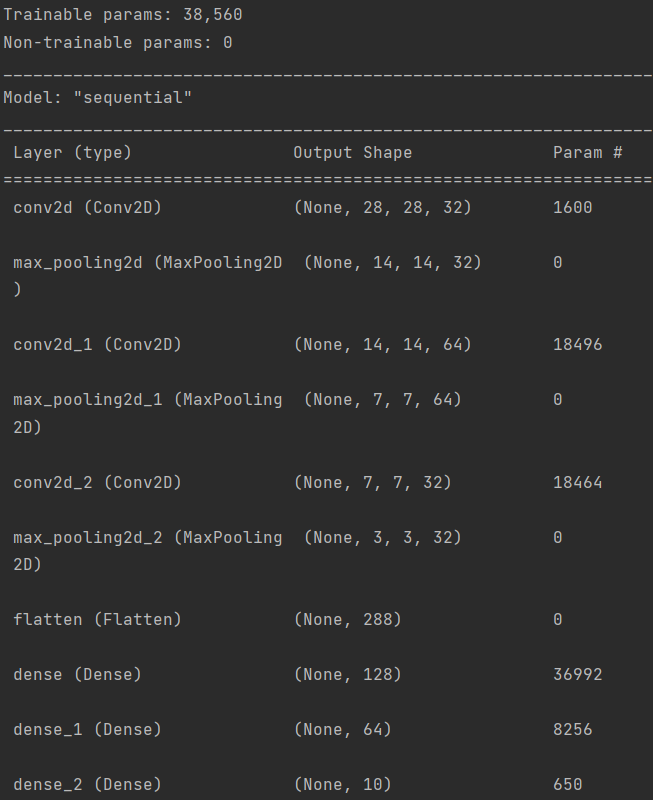 Trainable params: 38,560
Non-trainable params: 0
_________________________________________________________________
Model: "sequential"
_________________________________________________________________
Layer (type) Output Shape Param #
=================================================================
conv2d (Conv2D) (None, 28, 28, 32) 1600
max_pooling2d (MaxPooling2D (None, 14, 14, 32) 0
)
conv2d_1 (Conv2D) (None, 14, 14, 64) 18496
max_pooling2d_1 (MaxPooling (None, 7, 7, 64) 0
2D)
conv2d_2 (Conv2D) (None, 7, 7, 32) 18464
max_pooling2d_2 (MaxPooling (None, 3, 3, 32) 0
2D)
flatten (Flatten) (None, 288) 0
dense (Dense) (None, 128) 36992
dense_1 (Dense) (None, 64) 8256
dense_2 (Dense) (None, 10) 650